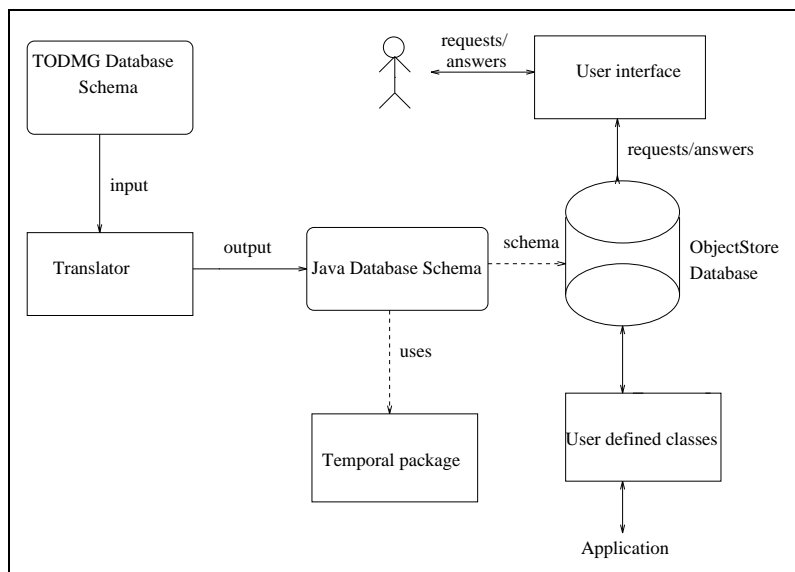 TODMG Database
Schema
requests/
answers
User interface
requests/answers
input
Translator
output
Java Database Schema
schema
ObjectStore
Database
uses
Temporal package
User defined classes
Application